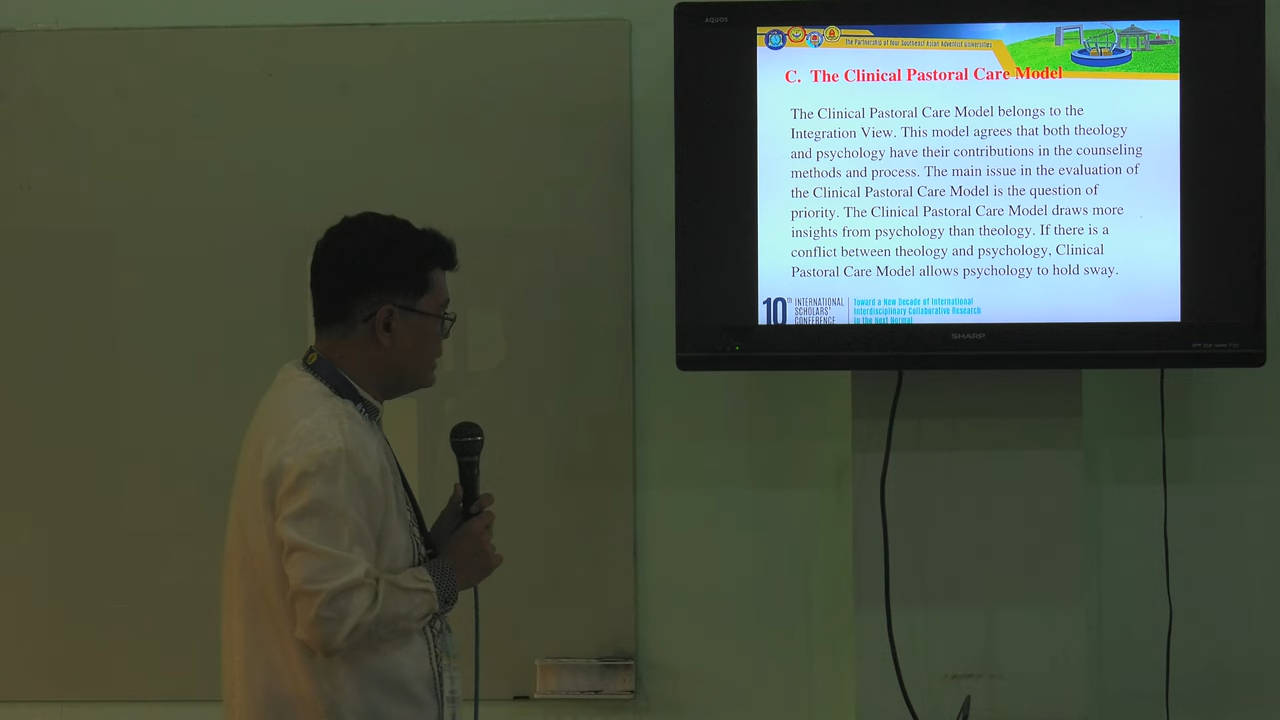 AQUOS
The Partnership of Four Southeast Asian Adventist Universities
C. The Clinical Pastoral Care Model
The Clinical Pastoral Care Model belongs to the
Integration View. This model agrees that both theology
and psychology have their contributions in the counseling
methods and process. The main issue in the evaluation of
the Clinical Pastoral Care Model is the question of
priority. The Clinical Pastoral Care Model draws more
insights from psychology than theology. If there is a
conflict between theology and psychology, Clinical
Pastoral Care Model allows psychology to hold sway.
10th INTERNATIONAL
SCHOLARS'
CONFERENCE
Toward a New Decade of International
Interdisciplinary Collaborative Research
in the Next Normal
SHARP